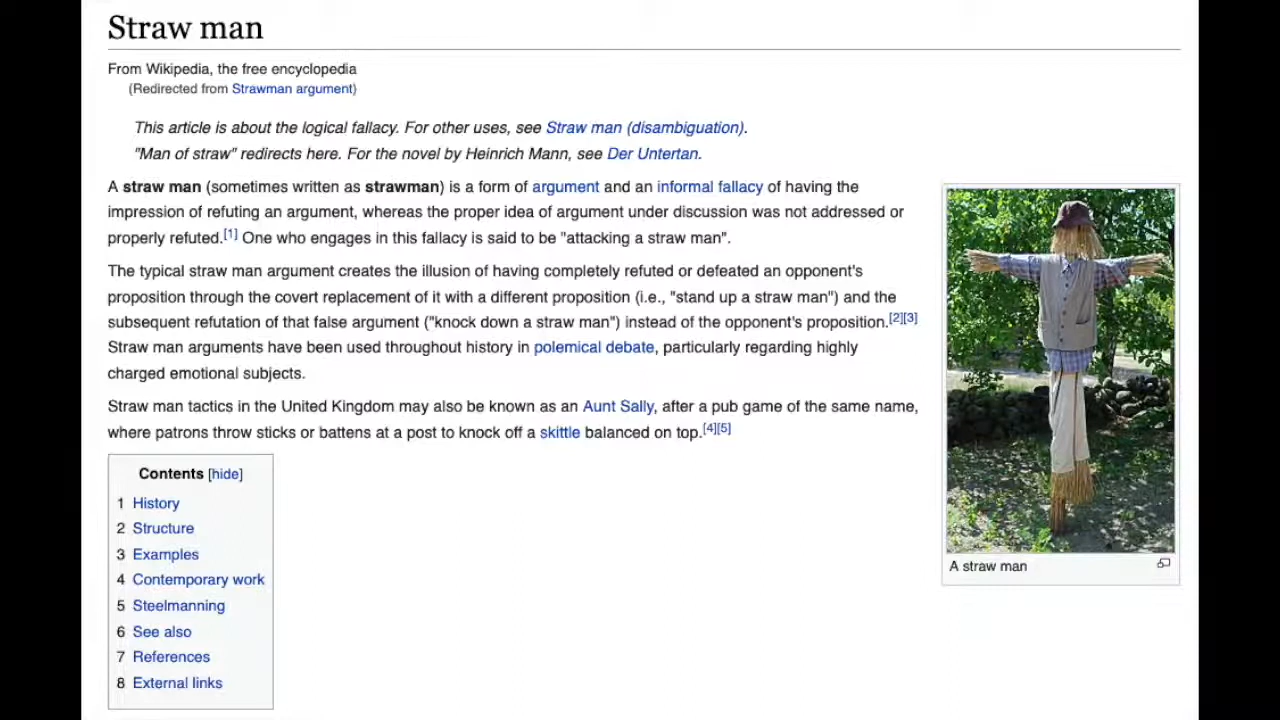 Straw man
From Wikipedia, the free encyclopedia
(Redirected from Strawman argument)
This article is about the logical fallacy. For other uses, see Straw man (disambiguation).
"Man of straw" redirects here. For the novel by Heinrich Mann, see Der Untertan.
A straw man (sometimes written as strawman) is a form of argument and an informal fallacy of having the
impression of refuting an argument, whereas the proper idea of argument under discussion was not addressed or
properly refuted.[1] One who engages in this fallacy is said to be "attacking a straw man".
The typical straw man argument creates the illusion of having completely refuted or defeated an opponent's
proposition through the covert replacement of it with a different proposition (i.e., "stand up a straw man") and the
subsequent refutation of that false argument ("knock down a straw man") instead of the opponent's proposition.[2][3]
Straw man arguments have been used throughout history in polemical debate, particularly regarding highly
charged emotional subjects.
Straw man tactics in the United Kingdom may also be known as an Aunt Sally, after a pub game of the same name,
where patrons throw sticks or battens at a post to knock off a skittle balanced on top.[4][5]
Contents [hide]
1 History
2 Structure
3 Examples
4 Contemporary work
5 Steelmanning
6 See also
7 References
8 External links
A straw man